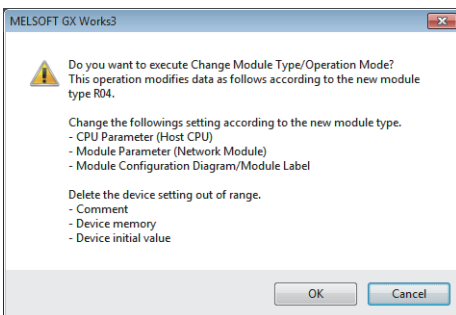 MELSOFT GX Works3
Do you want to execute Change Module Type/Operation Mode?
This operation modifies data as follows according to the new module
type R04.
Change the followings setting according to the new module type.
- CPU Parameter (Host CPU)
- Module Parameter (Network Module)
- Module Configuration Diagram/Module Label
Delete the device setting out of range.
- Comment
- Device memory
- Device initial value
OK Cancel